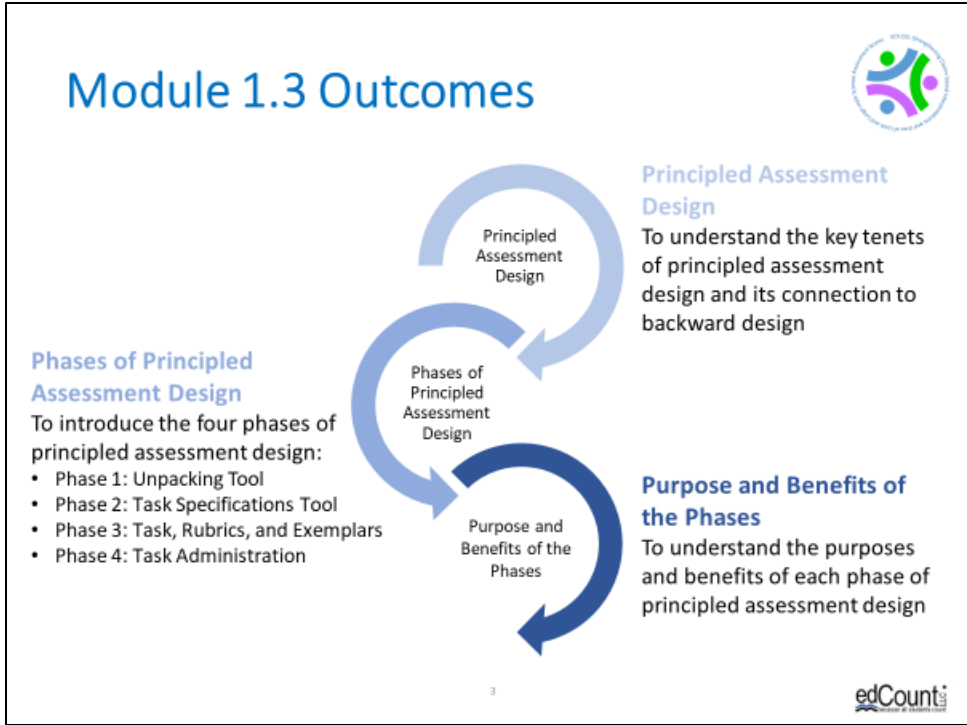 Module 1.3 Outcomes
Principled Assessment
Design
To understand the key tenets
of principled assessment
design and its connection to
backward design
Principled
Assessment
Design
Phases of Principled
Assessment Design
To introduce the four phases of
principled assessment design:
• Phase 1: Unpacking Tool
• Phase 2: Task Specifications Tool
• Phase 3: Task, Rubrics, and Exemplars
• Phase 4: Task Administration
Phases of
Principled
Assessment
Design
Purpose and
Benefits of the
Phases
Purpose and Benefits of
the Phases
To understand the purposes
and benefits of each phase of
principled assessment design
3
edCount LLC